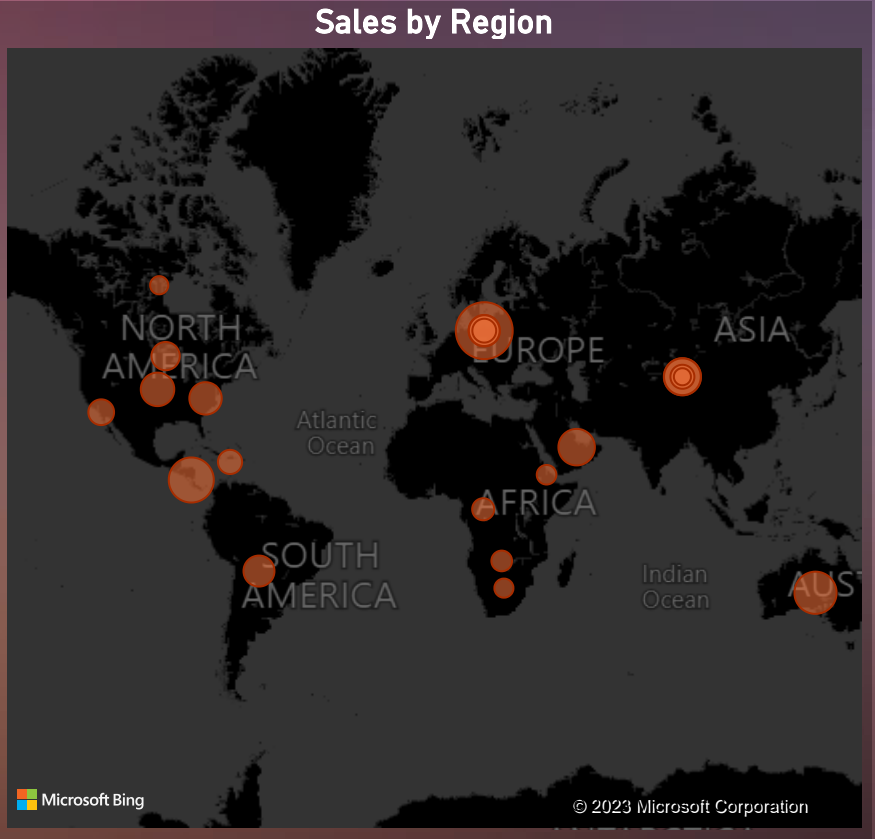 Sales by Region
NORTH
AMERICA
ASIA
EUROPE
Atlantic
Ocean
AFRICA
SOUTH
AMERICA
Indian
Ocean
AUST
Microsoft Bing
© 2023 Microsoft Corporation